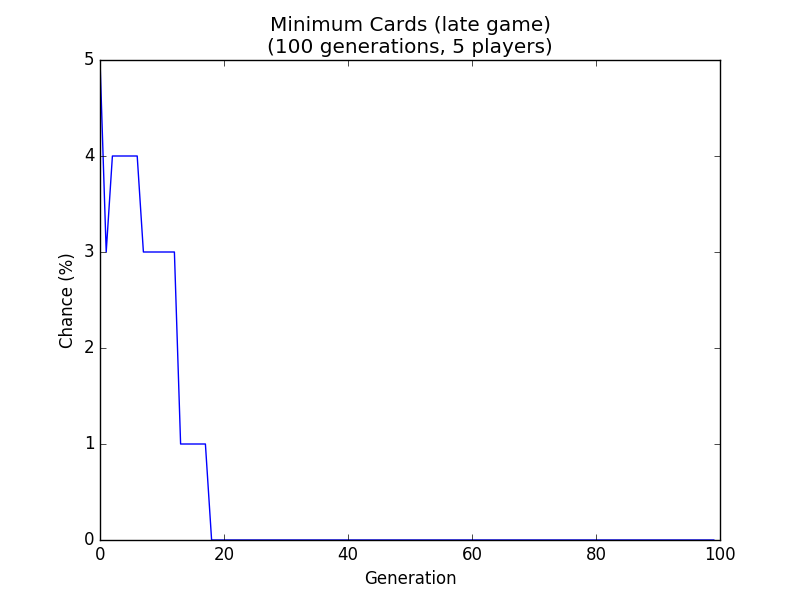 Minimum Cards (late game)
(100 generations, 5 players)
5
4
3
2
1
0
Chance (%)
0 20 40 60 80 100
Generation